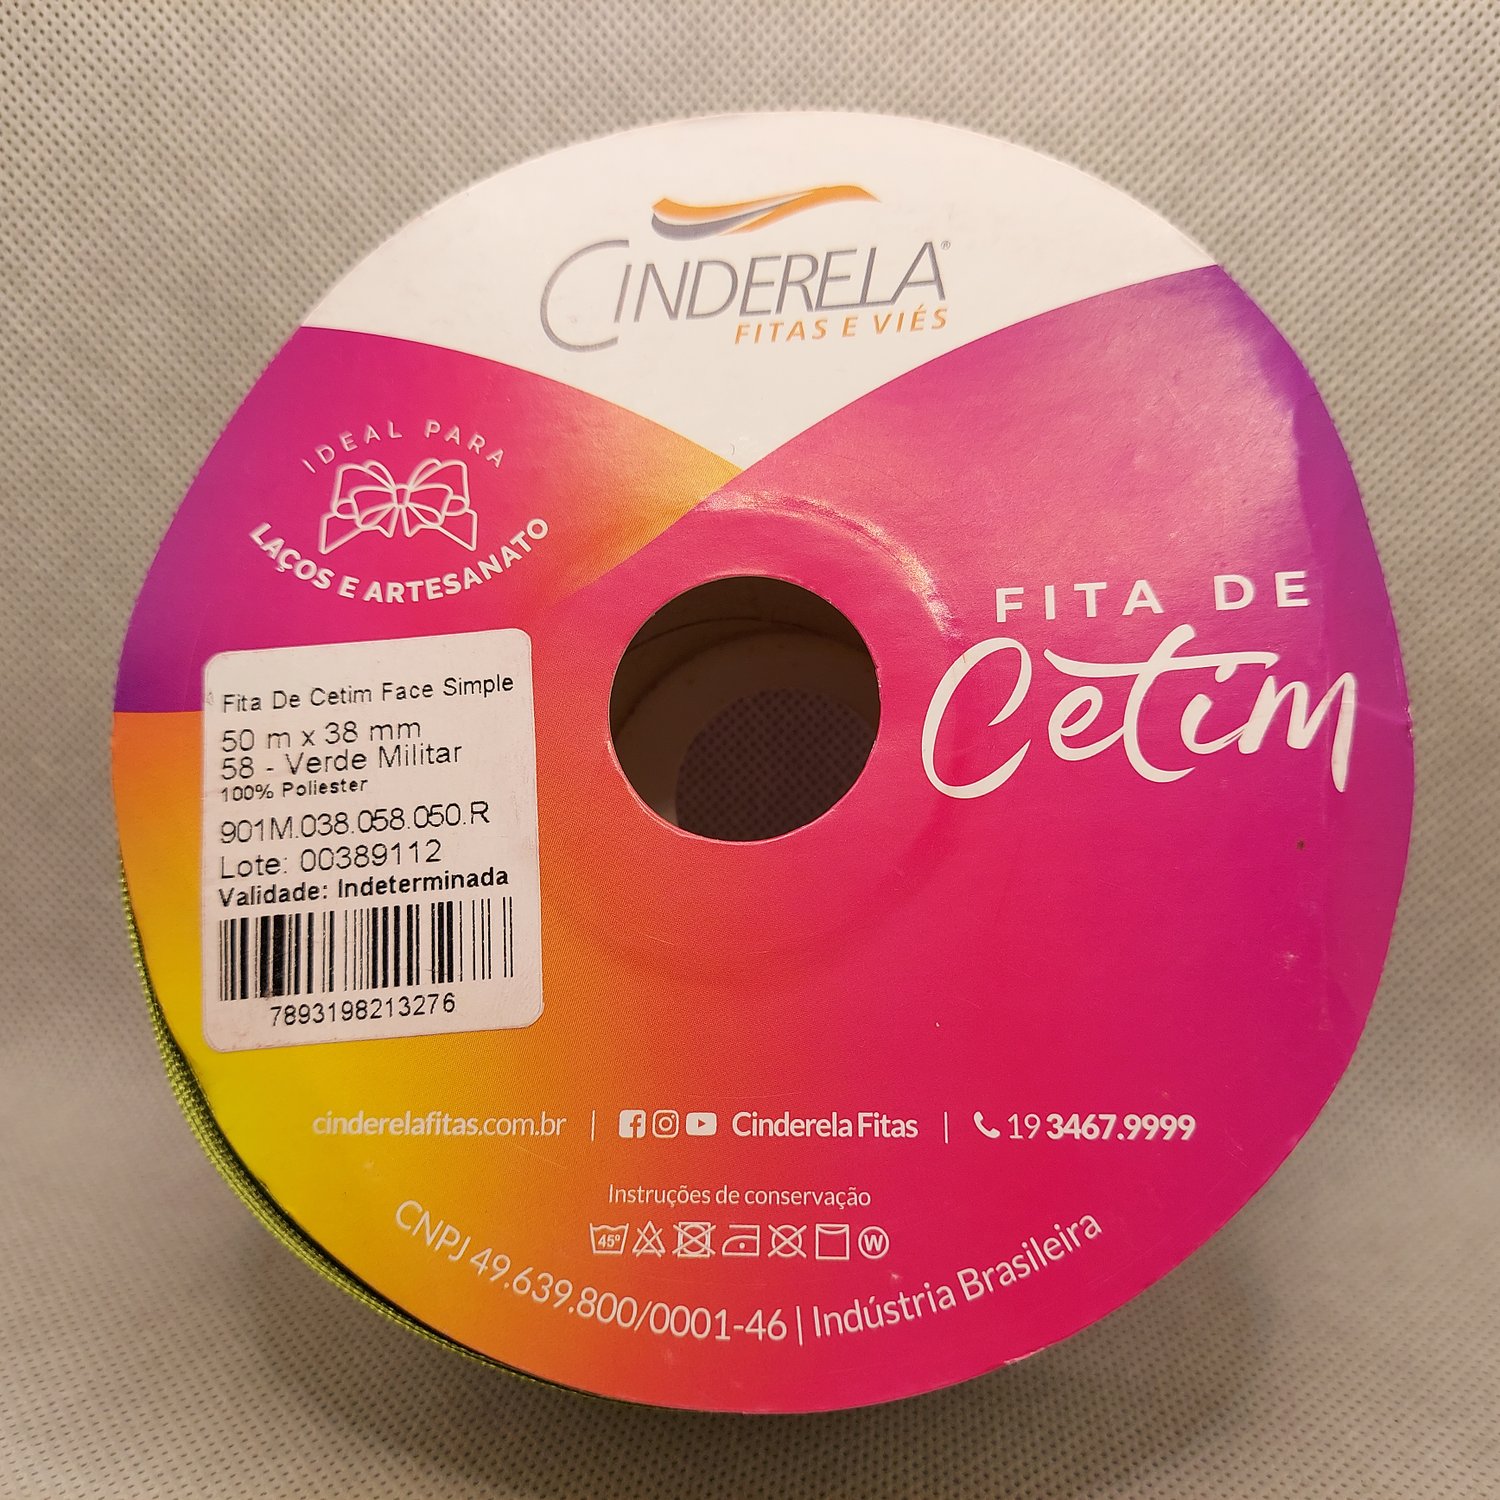 CINDERELA®
FITAS E VIÉS
IDEAL PARA
LAÇOS E ARTESANATO
FITA DE
Cetim
Fita De Cetim Face Simple
50 m x 38 mm
58 - Verde Militar
100% Poliester
901M.038.058.050.R
Lote: 00389112
Validade: Indeterminada
7893198213276
cinderelafitas.com.br | Cinderela Fitas | 19 3467.9999
Instruções de conservação
45° W
CNPJ 49.639.800/0001-46 | Indústria Brasileira